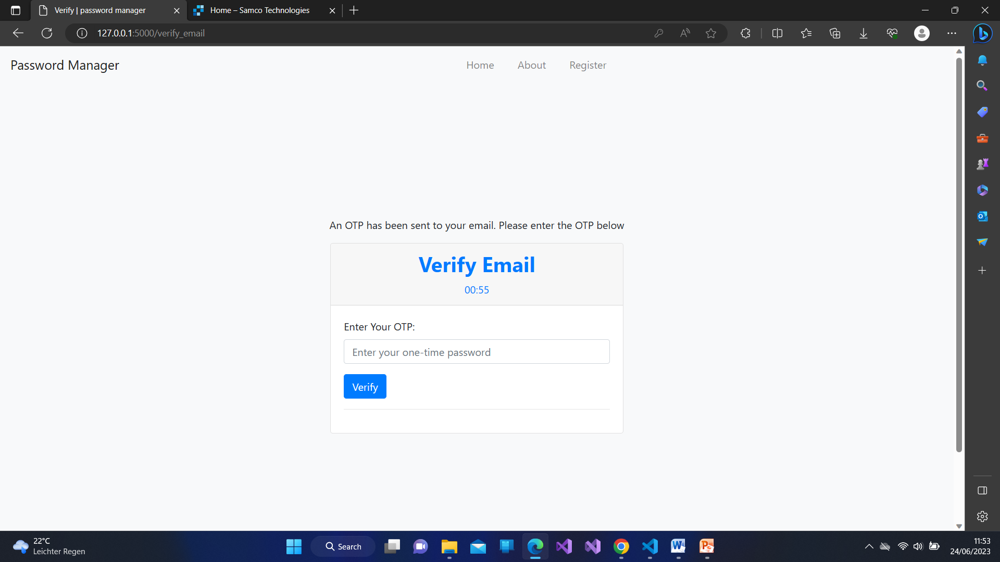 Verify | password manager
Home – Samco Technologies
127.0.0.1:5000/verify_email
Password Manager
Home
About
Register
An OTP has been sent to your email. Please enter the OTP below
Verify Email
00:55
Enter Your OTP:
Enter your one-time password
Verify
22°C
Leichter Regen
Search
11:53
24/06/2023